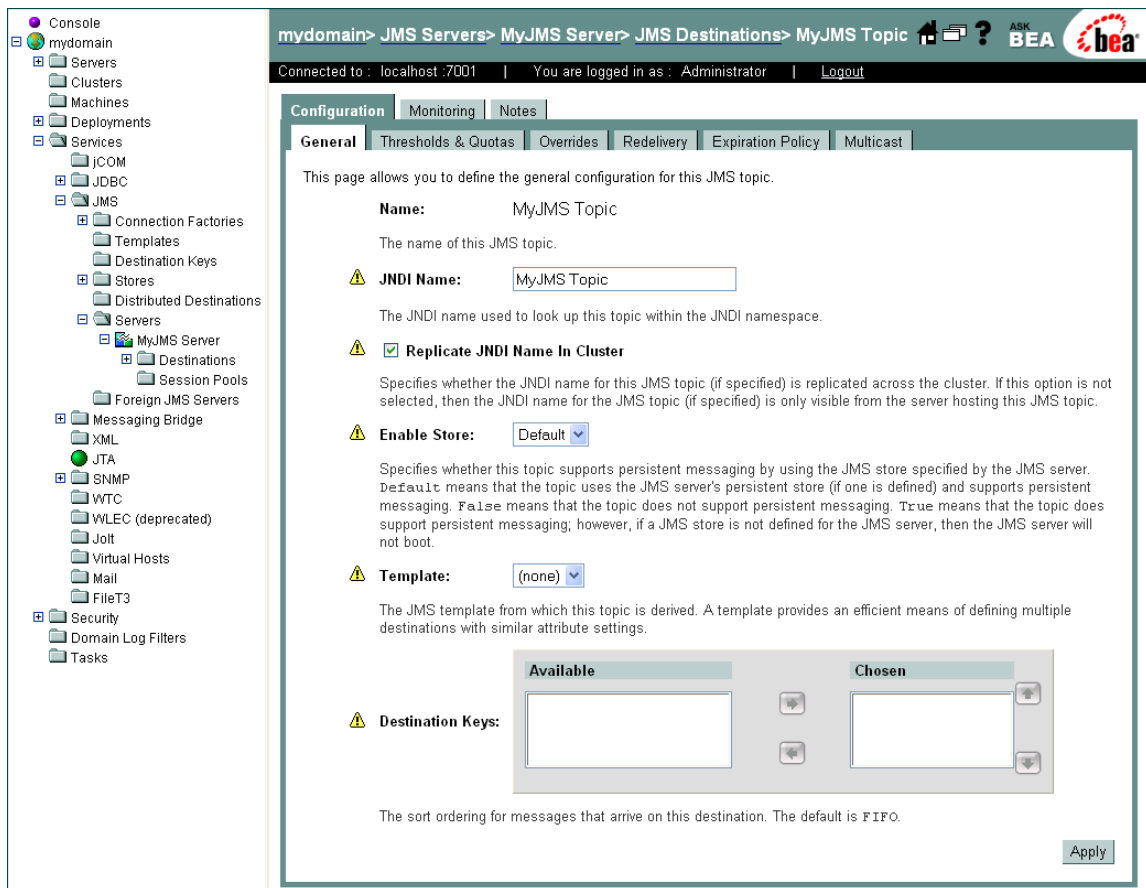 Console
mydomain
Servers
Clusters
Machines
Deployments
Services
jCOM
JDBC
JMS
Connection Factories
Templates
Destination Keys
Stores
Distributed Destinations
Servers
MyJMS Server
Destinations
Session Pools
Foreign JMS Servers
Messaging Bridge
XML
JTA
SNMP
WTC
WLEC (deprecated)
Jolt
Virtual Hosts
Mail
FileT3
Security
Domain Log Filters
Tasks
mydomain> JMS Servers> MyJMS Server> JMS Destinations> MyJMS Topic ? ASK BEA bea
Connected to : localhost :7001 | You are logged in as : Administrator | Logout
Configuration Monitoring Notes
General Thresholds & Quotas Overrides Redelivery Expiration Policy Multicast
This page allows you to define the general configuration for this JMS topic.
Name: MyJMS Topic
The name of this JMS topic.
JNDI Name: MyJMS Topic
The JNDI name used to look up this topic within the JNDI namespace.
Replicate JNDI Name In Cluster
Specifies whether the JNDI name for this JMS topic (if specified) is replicated across the cluster. If this option is not
selected, then the JNDI name for the JMS topic (if specified) is only visible from the server hosting this JMS topic.
Enable Store: Default
Specifies whether this topic supports persistent messaging by using the JMS store specified by the JMS server.
Default means that the topic uses the JMS server's persistent store (if one is defined) and supports persistent
messaging. False means that the topic does not support persistent messaging. True means that the topic does
support persistent messaging; however, if a JMS store is not defined for the JMS server, then the JMS server will
not boot.
Template: (none)
The JMS template from which this topic is derived. A template provides an efficient means of defining multiple
destinations with similar attribute settings.
Available Chosen
Destination Keys:
The sort ordering for messages that arrive on this destination. The default is FIFO.
Apply